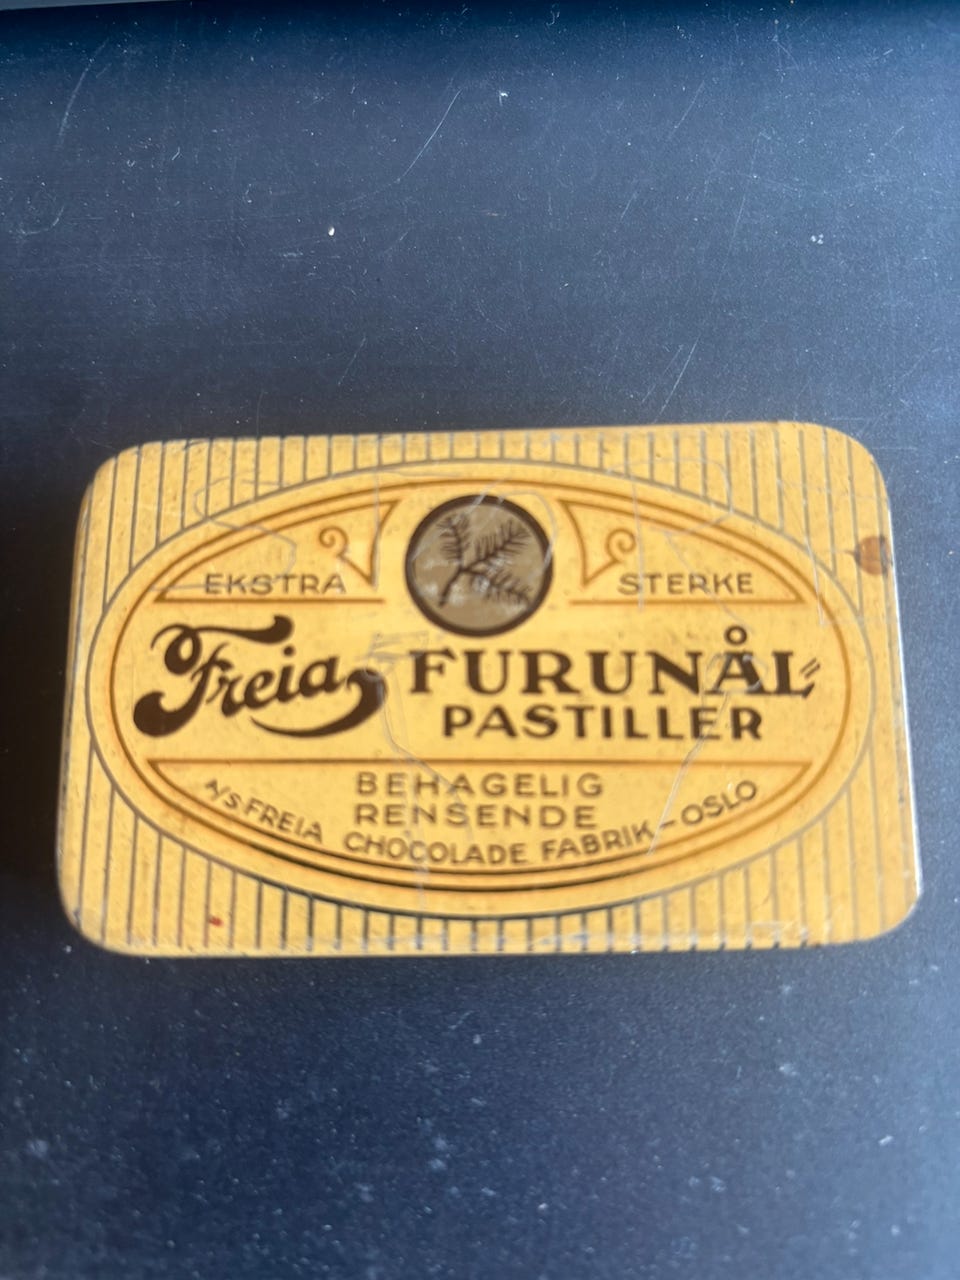 EKSTRA STERKE
Freia FURUNÅL-
PASTILLER
BEHAGELIG
RENSENDE
A/S FREIA CHOCOLADE FABRIK-OSLO